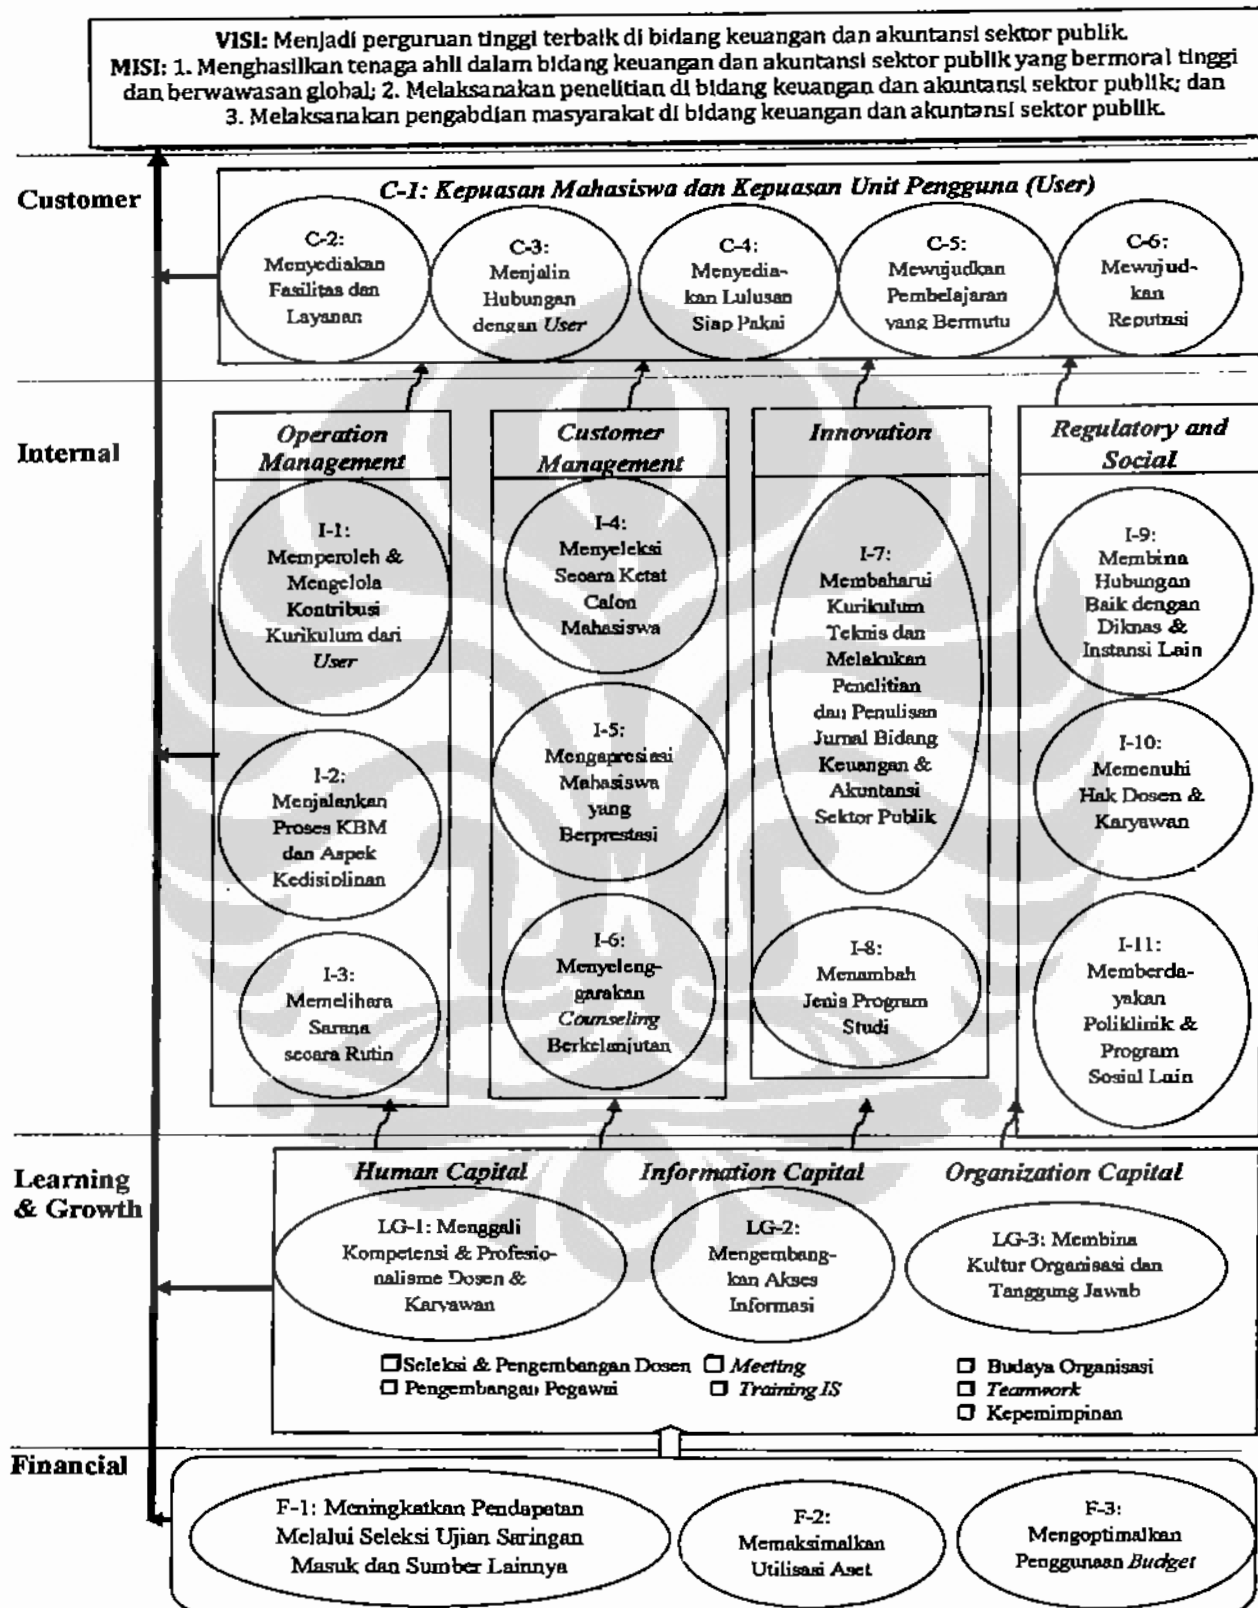 VISI: Menjadi perguruan tinggi terbaik di bidang keuangan dan akuntansi sektor publik.
MISI: 1. Menghasilkan tenaga ahli dalam bidang keuangan dan akuntansi sektor publik yang bermoral tinggi
dan berwawasan global; 2. Melaksanakan penelitian di bidang keuangan dan akuntansi sektor publik; dan
3. Melaksanakan pengabdian masyarakat di bidang keuangan dan akuntansi sektor publik.
Customer
C-1: Kepuasan Mahasiswa dan Kepuasan Unit Pengguna (User)
C-2:
Menyediakan
Fasilitas dan
Layanan
C-3:
Menjalin
Hubungan
dengan User
C-4:
Menyedia-
kan Lulusan
Siap Pakai
C-5:
Mewujudkan
Pembelajaran
yang Bermutu
C-6:
Mewujud-
kan
Reputasi
Internal
Operation
Management
I-1:
Memperoleh &
Mengelola
Kontribusi
Kurikulum dari
User
I-2:
Menjalankan
Proses KBM
dan Aspek
Kedisiplinan
I-3:
Memelihara
Sarana
secara Rutin
Customer
Management
I-4:
Menyeleksi
Secara Ketat
Calon
Mahasiswa
I-5:
Mengapresiasi
Mahasiswa
yang
Berprestasi
I-6:
Menyeleng-
garakan
Counseling
Berkelanjutan
Innovation
I-7:
Membaharui
Kurikulum
Teknis dan
Melakukan
Penelitian
dan Penulisan
Jurnal Bidang
Keuangan &
Akuntansi
Sektor Publik
I-8:
Menambah
Jenis Program
Studi
Regulatory and
Social
I-9:
Membina
Hubungan
Baik dengan
Diknas &
Instansi Lain
I-10:
Memenuhi
Hak Dosen &
Karyawan
I-11:
Memberda-
yakan
Poliklinik &
Program
Sosial Lain
Learning
& Growth
Human Capital
LG-1: Menggali
Kompetensi & Profesio-
nalisme Dosen &
Karyawan
Seleksi & Pengembangan Dosen
Pengembangan Pegawai
Information Capital
LG-2:
Mengembang-
kan Akses
Informasi
Meeting
Training IS
Organization Capital
LG-3: Membina
Kultur Organisasi dan
Tanggung Jawab
Budaya Organisasi
Teamwork
Kepemimpinan
Financial
F-1: Meningkatkan Pendapatan
Melalui Seleksi Ujian Saringan
Masuk dan Sumber Lainnya
F-2:
Memaksimalkan
Utilisasi Aset
F-3:
Mengoptimalkan
Penggunaan Budget